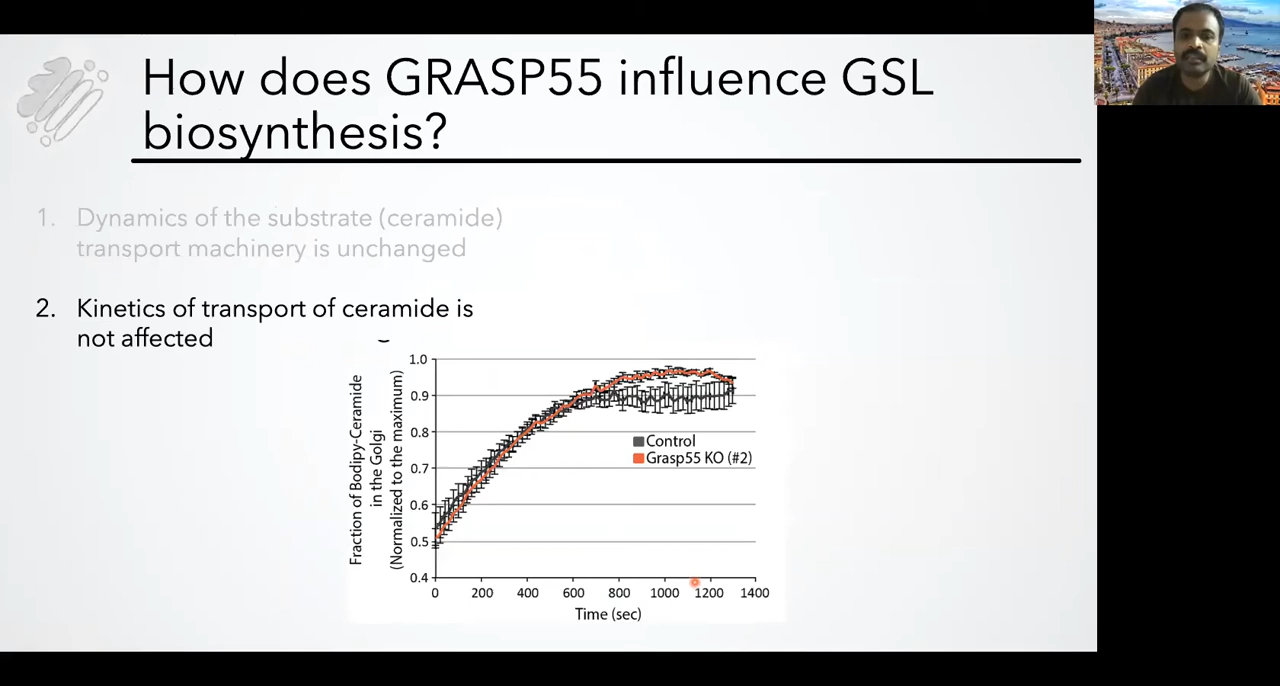 How does GRASP55 influence GSL
biosynthesis?
1. Dynamics of the substrate (ceramide)
transport machinery is unchanged
2. Kinetics of transport of ceramide is
not affected
Fraction of Bodipy-Ceramide
in the Golgi
(Normalized to the maximum)
1.0
0.9
0.8
0.7
0.6
0.5
0.4
Control
Grasp55 KO (#2)
0 200 400 600 800 1000 1200 1400
Time (sec)